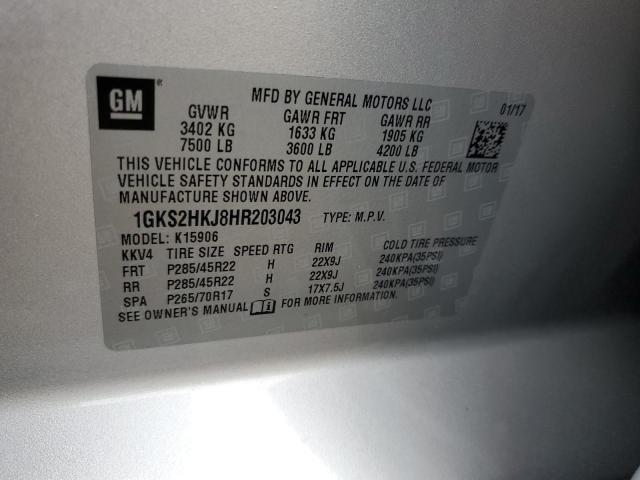 GM ®
MFD BY GENERAL MOTORS LLC
01/17
GVWR GAWR FRT GAWR RR
3402 KG 1633 KG 1905 KG
7500 LB 3600 LB 4200 LB
THIS VEHICLE CONFORMS TO ALL APPLICABLE U.S. FEDERAL MOTOR
VEHICLE SAFETY STANDARDS IN EFFECT ON THE DATE OF
MANUFACTURE SHOWN ABOVE.
1GKS2HKJ8HR203043 TYPE: M.P.V.
MODEL: K15906
KKV4 TIRE SIZE SPEED RTG RIM COLD TIRE PRESSURE
FRT P285/45R22 H 22X9J 240KPA(35PSI)
RR P285/45R22 H 22X9J 240KPA(35PSI)
SPA P265/70R17 S 17X7.5J 240KPA(35PSI)
SEE OWNER'S MANUAL FOR MORE INFORMATION.